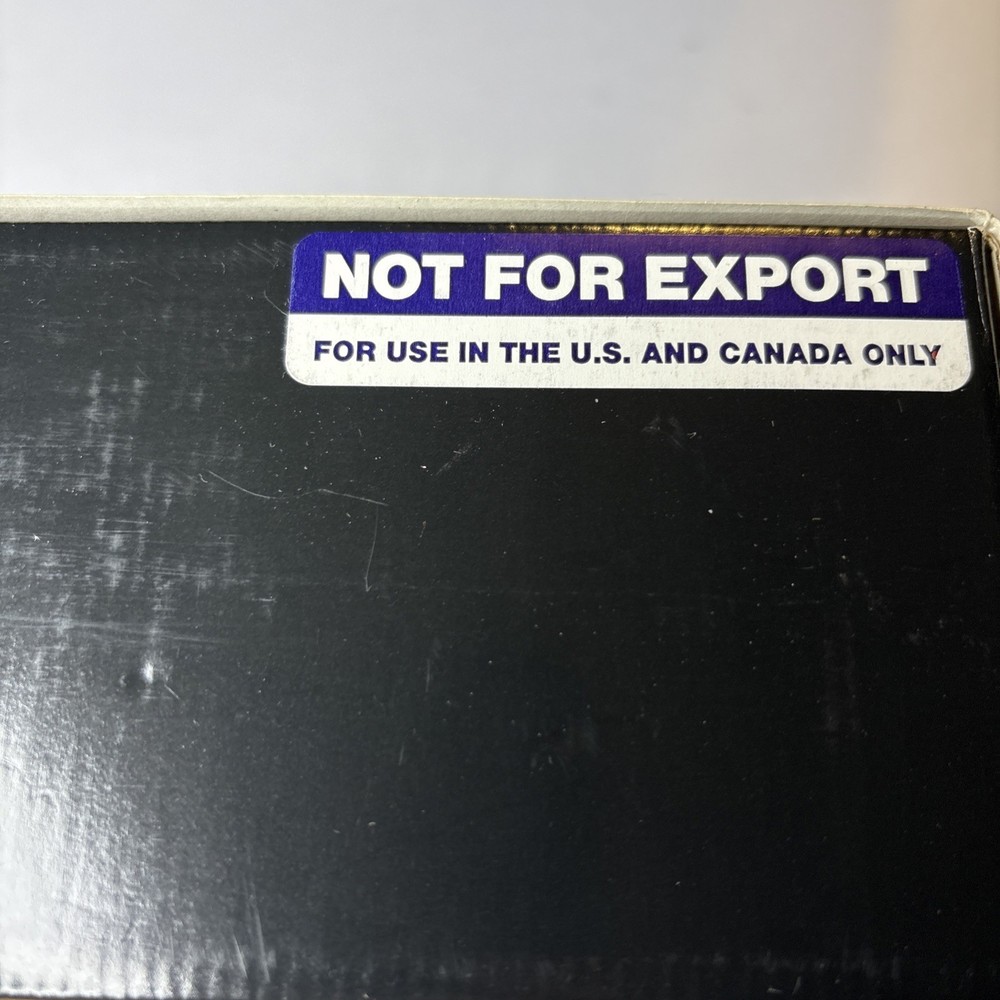 NOT FOR EXPORT
FOR USE IN THE U.S. AND CANADA ONLY